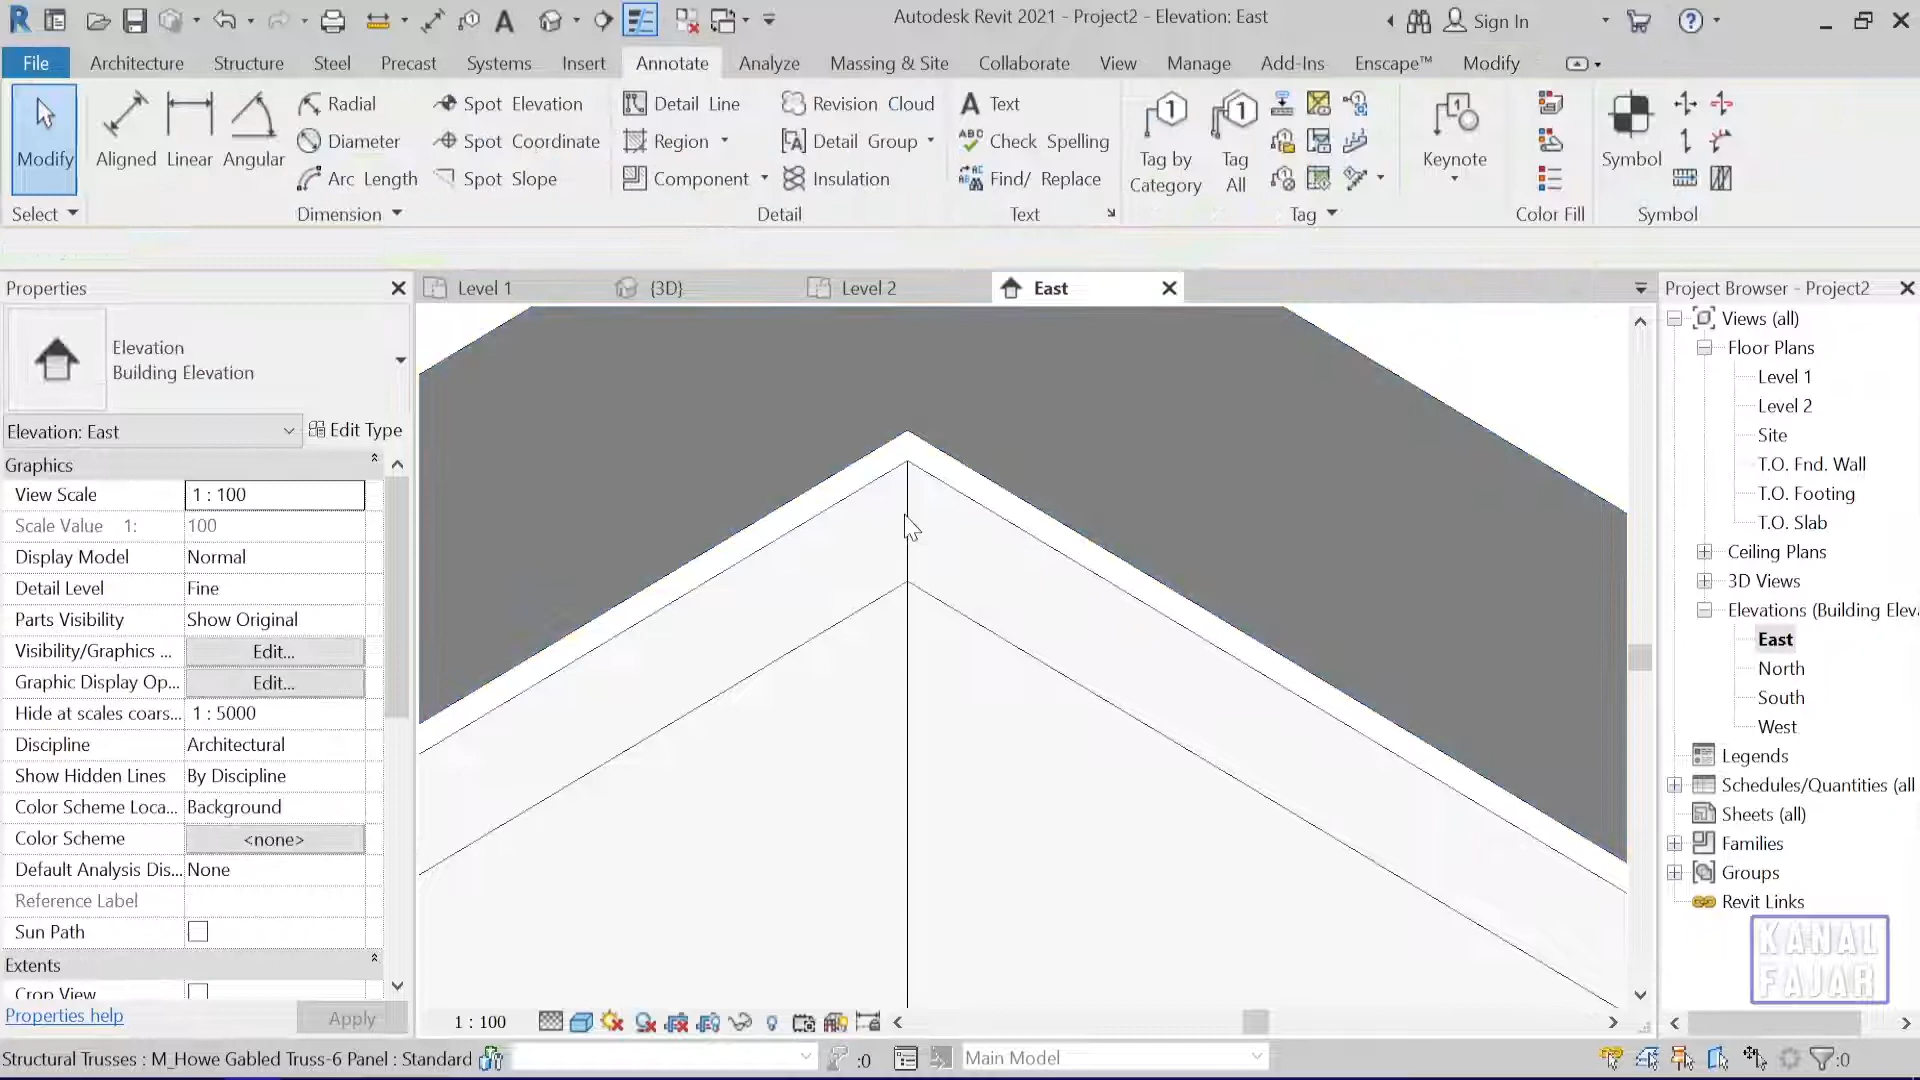 Autodesk Revit 2021 - Project2 - Elevation: East
Sign In
File Architecture Structure Steel Precast Systems Insert Annotate Analyze Massing & Site Collaborate View Manage Add-Ins Enscape™ Modify
Modify
Select
Aligned
Linear
Angular
Radial
Diameter
Arc Length
Spot Elevation
Spot Coordinate
Spot Slope
Dimension
Detail Line
Region
Component
Revision Cloud
Detail Group
Insulation
Detail
A Text
ABC Check Spelling
Find/ Replace
Text
Tag by Category
Tag All
Tag
Keynote
Color Fill
Symbol
Symbol
Properties
Elevation
Building Elevation
Elevation: East
Edit Type
Graphics
View Scale 1 : 100
Scale Value 1: 100
Display Model Normal
Detail Level Fine
Parts Visibility Show Original
Visibility/Graphics ... Edit...
Graphic Display Op... Edit...
Hide at scales coars... 1 : 5000
Discipline Architectural
Show Hidden Lines By Discipline
Color Scheme Loca... Background
Color Scheme <none>
Default Analysis Dis... None
Reference Label
Sun Path
Extents
Crop View
Properties help
Apply
Level 1
{3D}
Level 2
East
1 : 100
Project Browser - Project2
Views (all)
Floor Plans
Level 1
Level 2
Site
T.O. Fnd. Wall
T.O. Footing
T.O. Slab
Ceiling Plans
3D Views
Elevations (Building Elev
East
North
South
West
Legends
Schedules/Quantities (all
Sheets (all)
Families
Groups
Revit Links
KANAL
FAJAR
Structural Trusses : M_Howe Gabled Truss-6 Panel : Standard
:0
Main Model
:0